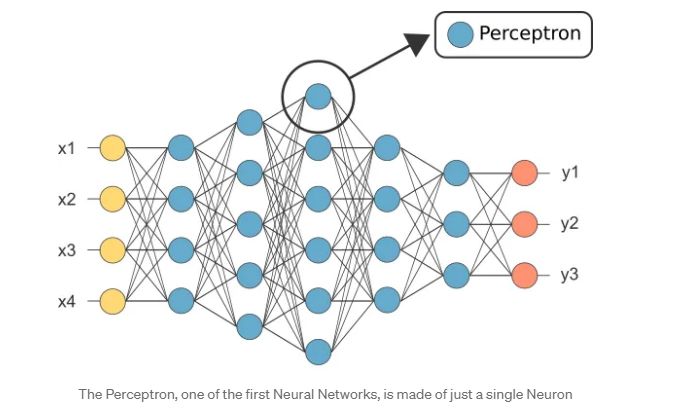 Perceptron
x1
y1
x2
y2
x3
y3
x4
The Perceptron, one of the first Neural Networks, is made of just a single Neuron